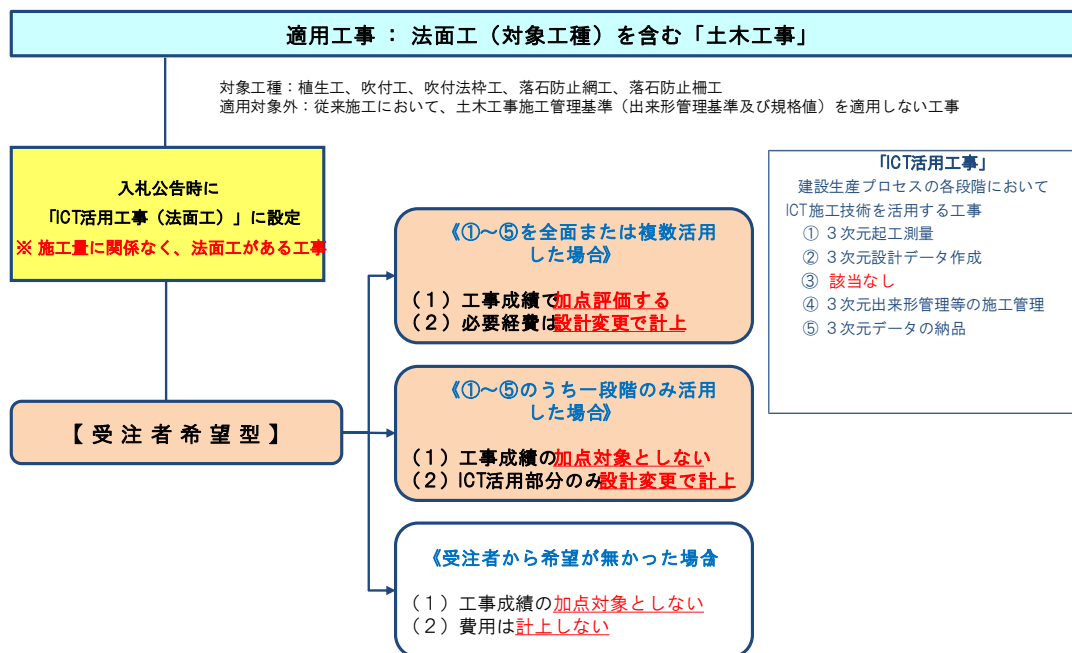 適用工事 : 法面工（対象工種）を含む「土木工事」
対象工種：植生工、吹付工、吹付法枠工、落石防止網工、落石防止柵工
適用対象外：従来施工において、土木工事施工管理基準（出来形管理基準及び規格値）を適用しない工事
入札公告時に
「ICT活用工事（法面工）」に設定
※ 施工量に関係なく、法面工がある工事
【 受 注 者 希 望 型 】
《①～⑤を全面または複数活用
した場合》
（１）工事成績で加点評価する
（２）必要経費は設計変更で計上
《①～⑤のうち一段階のみ活用
した場合》
（１）工事成績の加点対象としない
（２）ICT活用部分のみ設計変更で計上
《受注者から希望が無かった場合》
（１）工事成績の加点対象としない
（２）費用は計上しない
「ICT活用工事」
建設生産プロセスの各段階において
ICT施工技術を活用する工事
① ３次元起工測量
② ３次元設計データ作成
③ 該当なし
④ ３次元出来形管理等の施工管理
⑤ ３次元データの納品